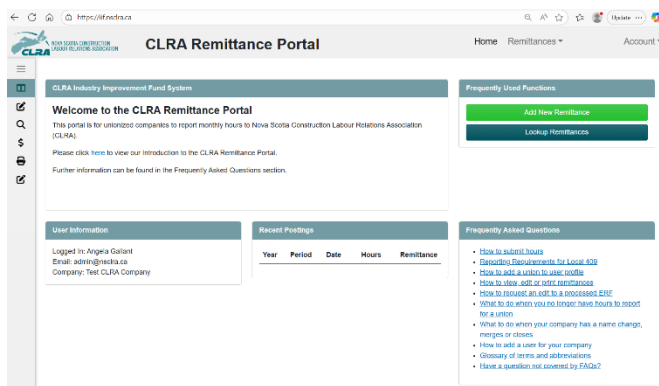 https://iif.nsclra.ca
Update
NOVA SCOTIA CONSTRUCTION
LABOUR RELATIONS ASSOCIATION
CLRA
CLRA Remittance Portal
Home
Remittances
Account
CLRA Industry Improvement Fund System
Welcome to the CLRA Remittance Portal
This portal is for unionized companies to report monthly hours to Nova Scotia Construction Labour Relations Association
(CLRA).
Please click here to view our Introduction to the CLRA Remittance Portal.
Further information can be found in the Frequently Asked Questions section.
Frequently Used Functions
Add New Remittance
Lookup Remittances
User Information
Logged In: Angela Gallant
Email: admin@nsclra.ca
Company: Test CLRA Company
Recent Postings
Year Period Date Hours Remittance
Frequently Asked Questions
How to submit hours
Reporting Requirements for Local 409
How to add a union to user profile
How to view, edit or print remittances
How to request an edit to a processed ERF
What to do when you no longer have hours to report
for a union
What to do when your company has a name change,
merges or closes
How to add a user for your company
Glossary of terms and abbreviations
Have a question not covered by FAQs?